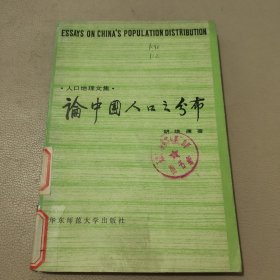 ESSAYS ON CHINA'S POPULATION DISTRIBUTION
·人口地理文集·
論中國人口之分布
胡焕庸著
华东师范大学出版社